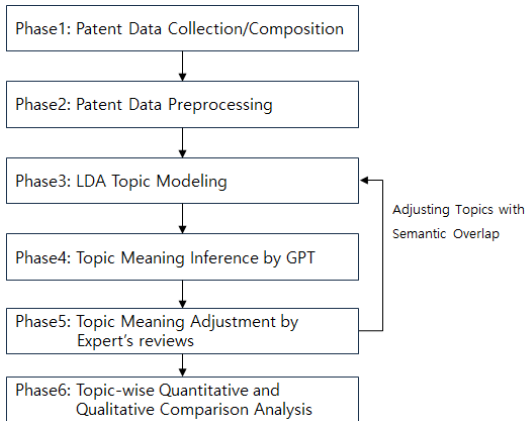 Phase1: Patent Data Collection/Composition
Phase2: Patent Data Preprocessing
Phase3: LDA Topic Modeling
Adjusting Topics with
Semantic Overlap
Phase4: Topic Meaning Inference by GPT
Phase5: Topic Meaning Adjustment by
Expert's reviews
Phase6: Topic-wise Quantitative and
Qualitative Comparison Analysis